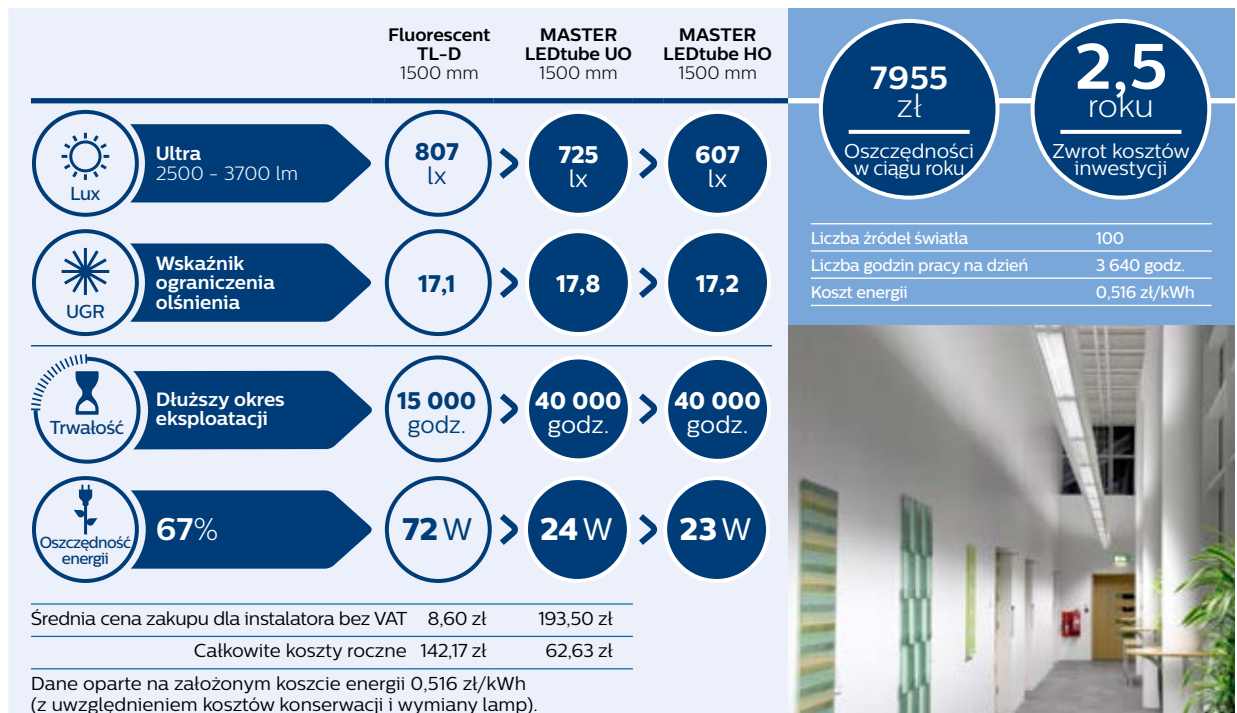 Fluorescent
TL-D
1500 mm
MASTER
LEDtube UO
1500 mm
MASTER
LEDtube HO
1500 mm
Lux
Ultra
2500 - 3700 lm
807
lx
>
725
lx
>
607
lx
UGR
Wskaźnik
ograniczenia
olśnienia
17,1
>
17,8
>
17,2
Trwałość
Dłuższy okres
eksploatacji
15 000
godz.
>
40 000
godz.
>
40 000
godz.
Oszczędność
energii
67%
72 W
>
24 W
>
23 W
Średnia cena zakupu dla instalatora bez VAT 8,60 zł 193,50 zł
Całkowite koszty roczne 142,17 zł 62,63 zł
Dane oparte na założonym koszcie energii 0,516 zł/kWh
(z uwzględnieniem kosztów konserwacji i wymiany lamp).
7955
zł
Oszczędności
w ciągu roku
2,5
roku
Zwrot kosztów
inwestycji
Liczba źródeł światła 100
Liczba godzin pracy na dzień 3 640 godz.
Koszt energii 0,516 zł/kWh